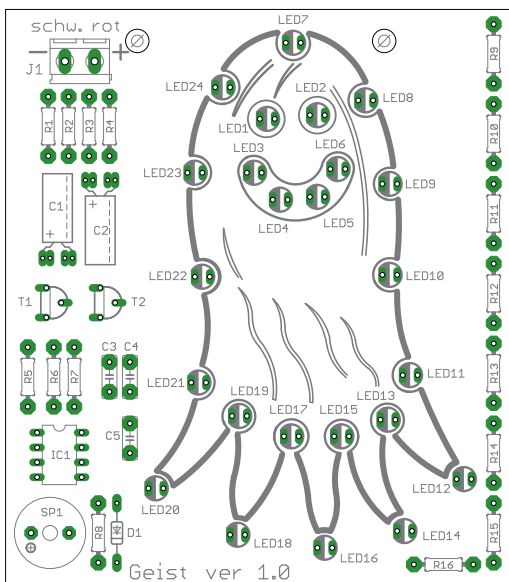 schw. rot
− +
J1
LED7
R9
LED24
LED2
LED8
R1 R2 R3 R4
LED1
R10
LED3 LED6
LED23
LED9
C1
R11
C2
LED4 LED5
+
+
LED22
LED10
T1 T2
R12
C3 C4
R5 R6 R7
LED21
LED11
R13
LED19
LED17 LED15
LED13
C5
IC1
R14
LED12
LED20
SP1
R8
D1
LED18
LED14
R15
LED16
R16
Geist ver 1.0